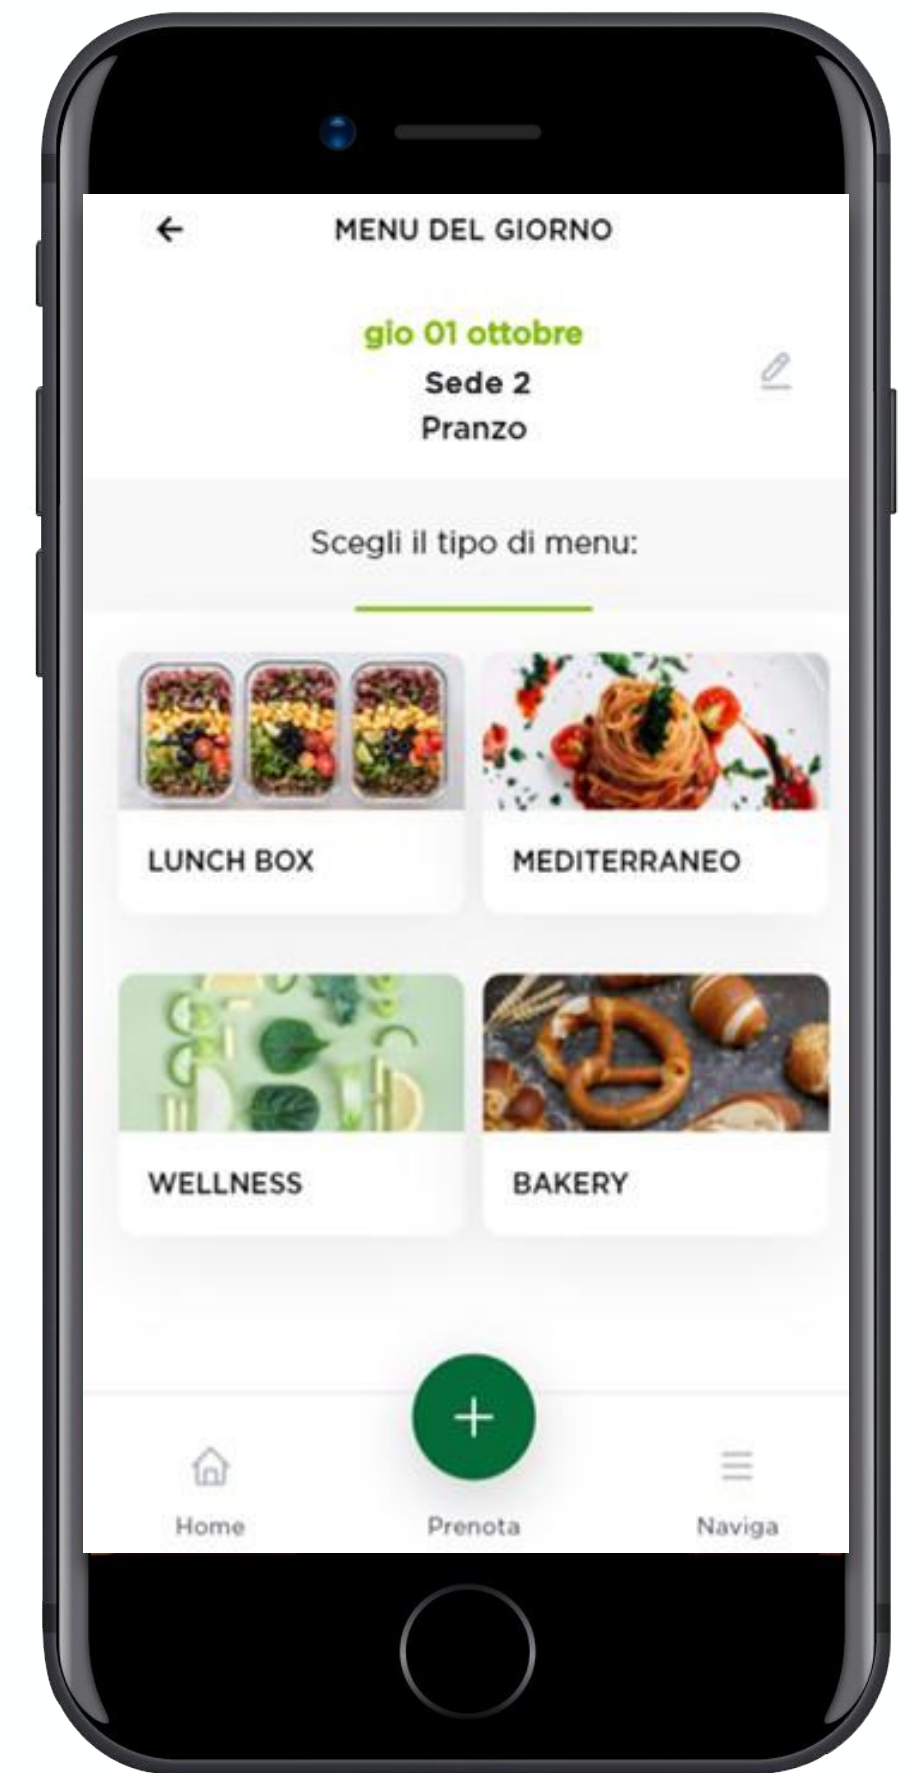 MENU DEL GIORNO
gio 01 ottobre
Sede 2
Pranzo
Scegli il tipo di menu:
LUNCH BOX
MEDITERRANEO
WELLNESS
BAKERY
Home
Prenota
Naviga